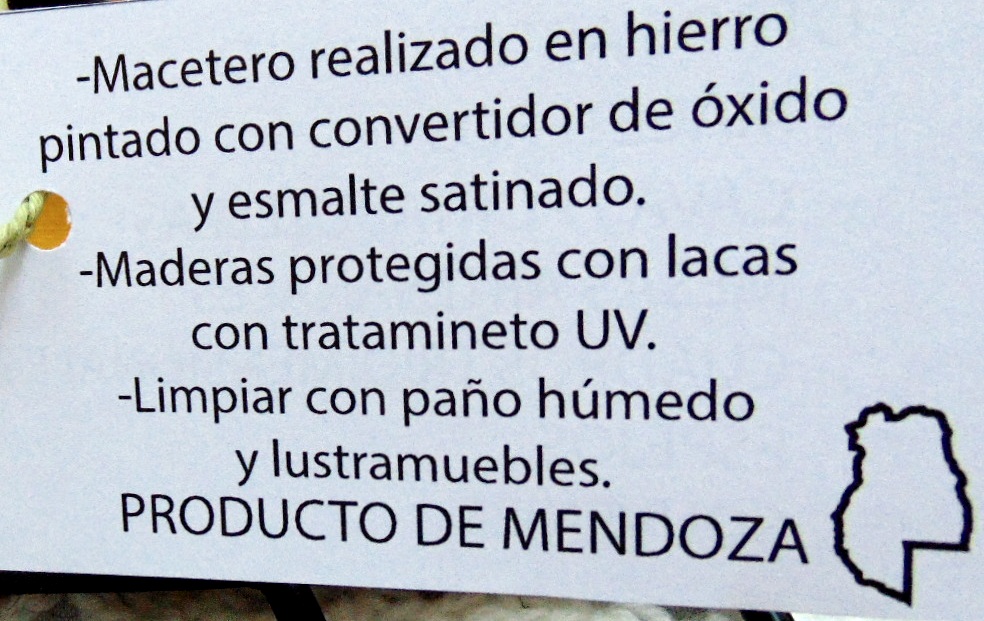 -Macetero realizado en hierro
pintado con convertidor de óxido
y esmalte satinado.
-Maderas protegidas con lacas
con tratamineto UV.
-Limpiar con paño húmedo
y lustramuebles.
PRODUCTO DE MENDOZA